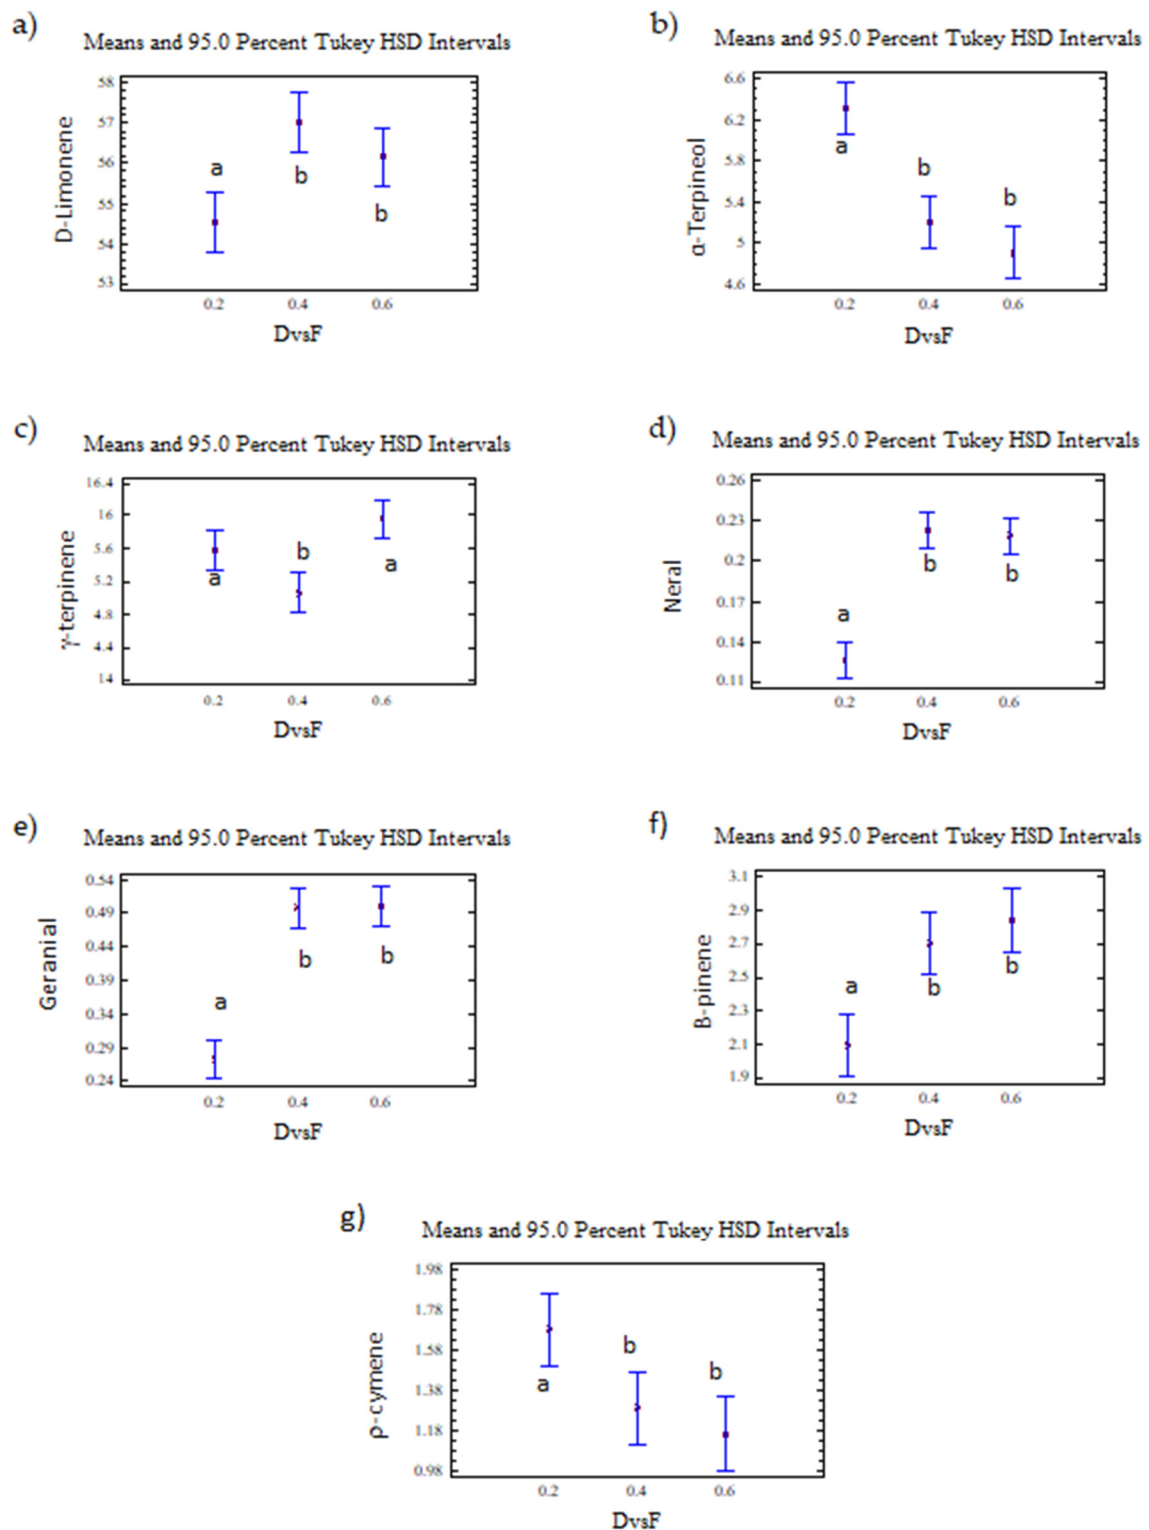 a)
Means and 95.0 Percent Tukey HSD Intervals
58
57
56
55
54
53
D-Limonene
a
b
b
0.2 0.4 0.6
DvsF
b)
Means and 95.0 Percent Tukey HSD Intervals
6.6
6.2
5.8
5.4
5
4.6
α-Terpineol
a
b
b
0.2 0.4 0.6
DvsF
c)
Means and 95.0 Percent Tukey HSD Intervals
16.4
16
5.6
5.2
4.8
4.4
14
γ-terpinene
a
b
a
0.2 0.4 0.6
DvsF
d)
Means and 95.0 Percent Tukey HSD Intervals
0.26
0.23
0.2
0.17
0.14
0.11
Neral
a
b
b
0.2 0.4 0.6
DvsF
e)
Means and 95.0 Percent Tukey HSD Intervals
0.54
0.49
0.44
0.39
0.34
0.29
0.24
Geranial
a
b
b
0.2 0.4 0.6
DvsF
f)
Means and 95.0 Percent Tukey HSD Intervals
3.1
2.9
2.7
2.5
2.3
2.1
1.9
B-pinene
a
b
b
0.2 0.4 0.6
DvsF
g)
Means and 95.0 Percent Tukey HSD Intervals
1.98
1.78
1.58
1.38
1.18
0.98
ρ-cymene
a
b
b
0.2 0.4 0.6
DvsF